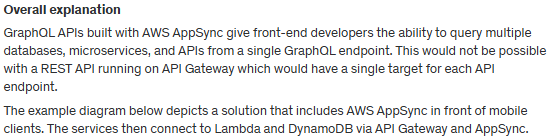 Overall explanation
GraphQL APIs built with AWS AppSync give front-end developers the ability to query multiple
databases, microservices, and APIs from a single GraphQL endpoint. This would not be possible
with a REST API running on API Gateway which would have a single target for each API
endpoint.
The example diagram below depicts a solution that includes AWS AppSync in front of mobile
clients. The services then connect to Lambda and DynamoDB via API Gateway and AppSync.